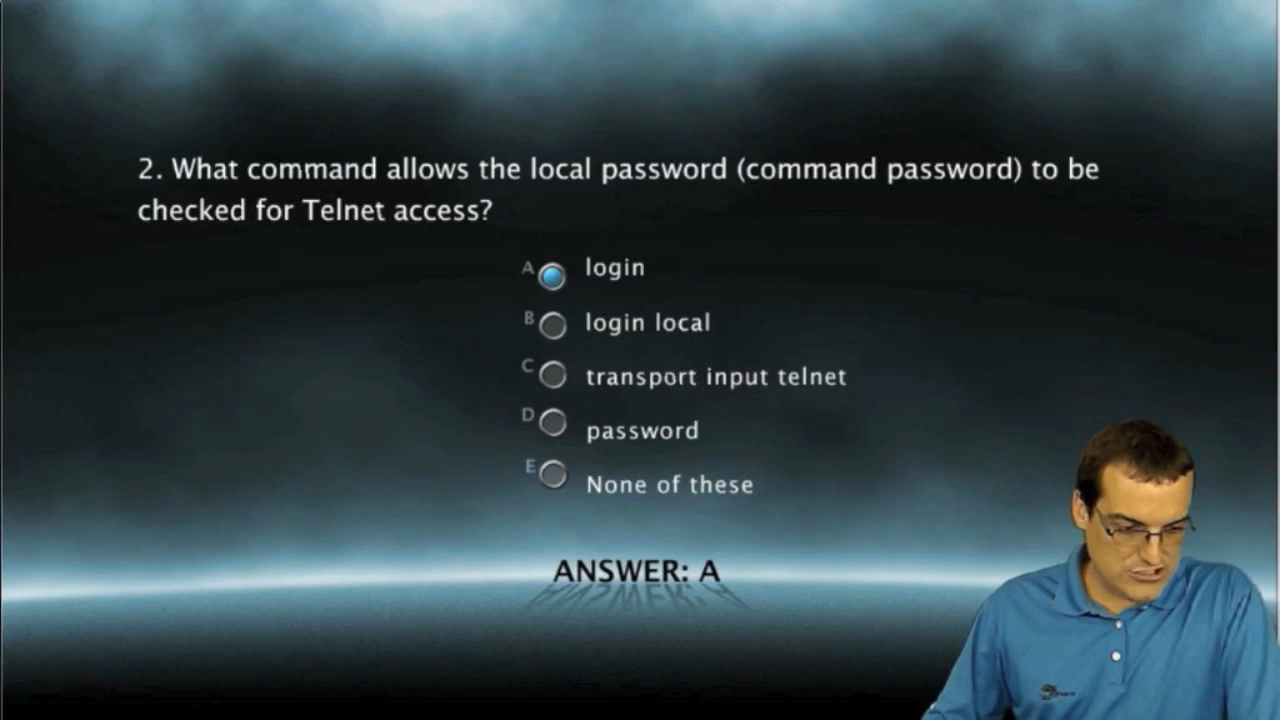 2. What command allows the local password (command password) to be
checked for Telnet access?
A login
B login local
C transport input telnet
D password
E None of these
ANSWER: A